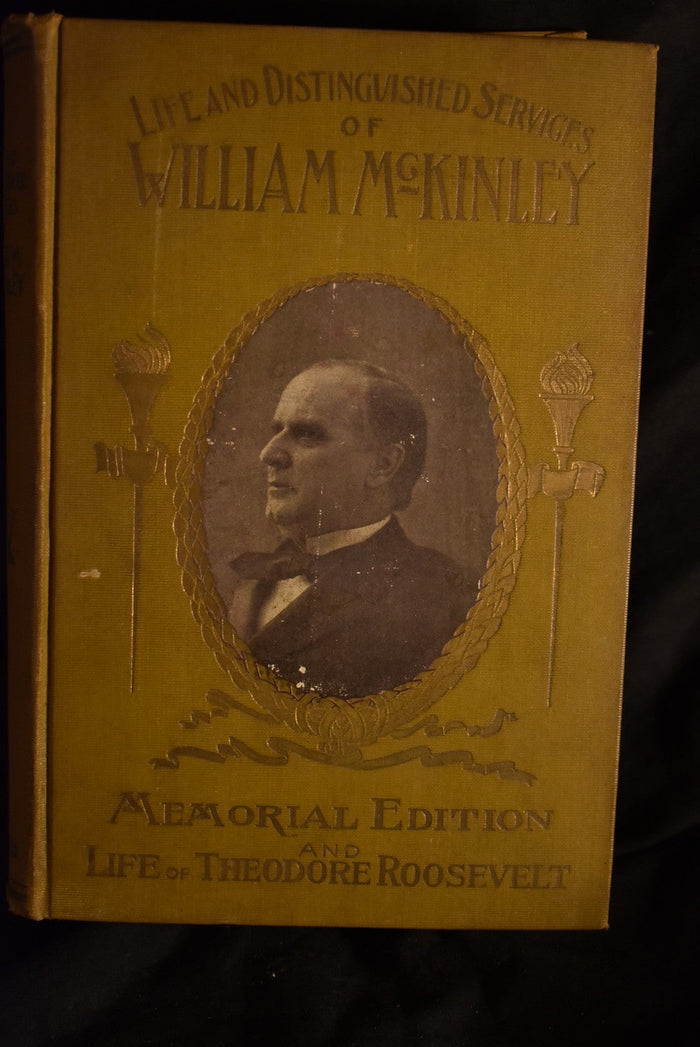 LIFE AND DISTINGUISHED SERVICES
OF
WILLIAM McKINLEY
MEMORIAL EDITION
AND
LIFE OF THEODORE ROOSEVELT